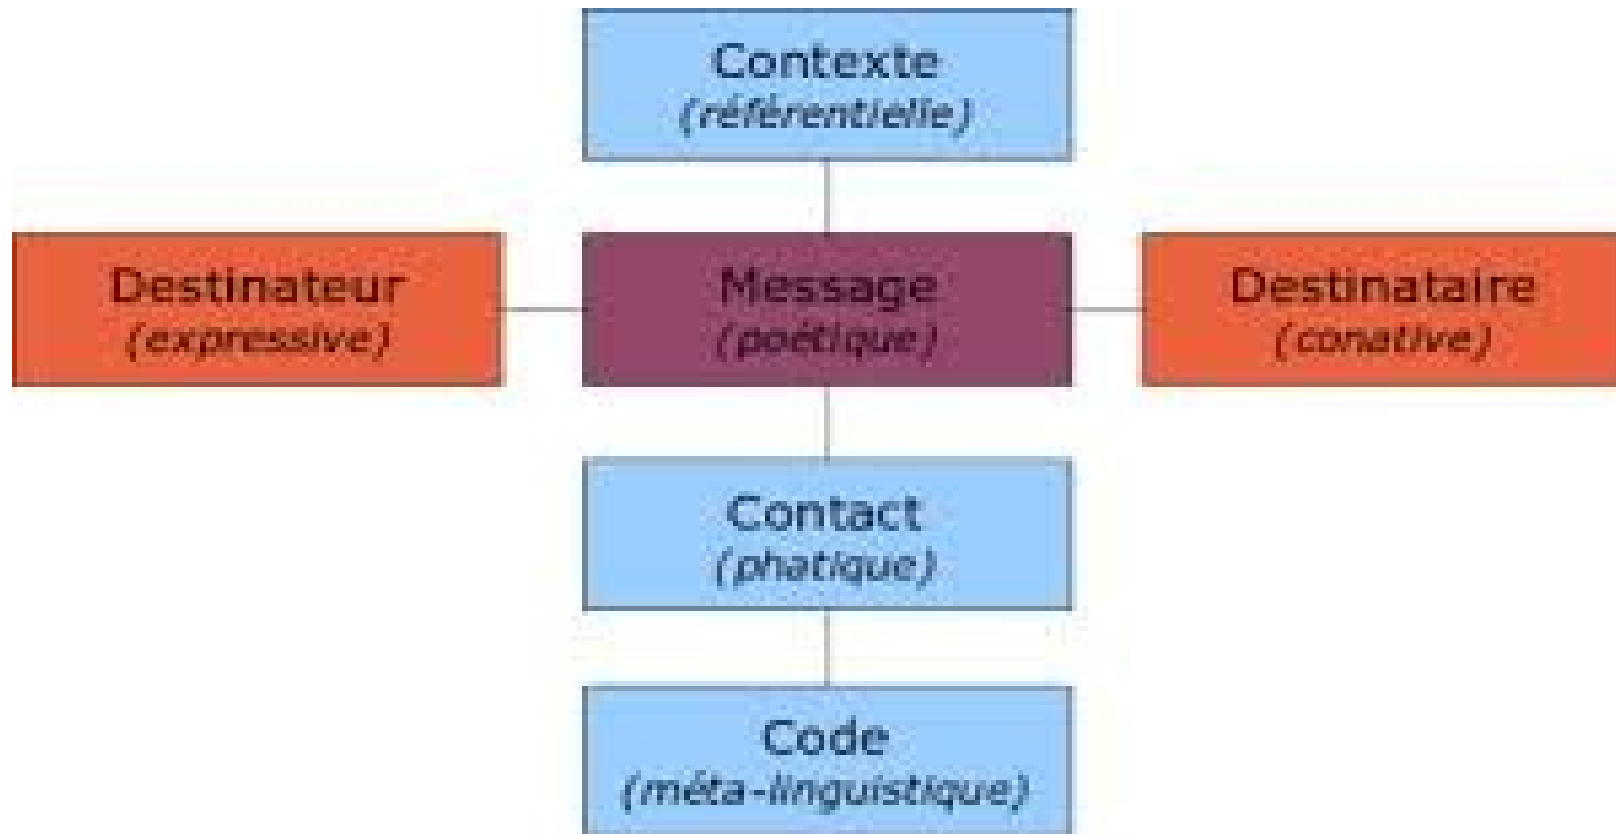 Contexte
(référentielle)
Destinateur
(expressive)
Message
(poétique)
Destinataire
(conative)
Contact
(phatique)
Code
(méta-linguistique)